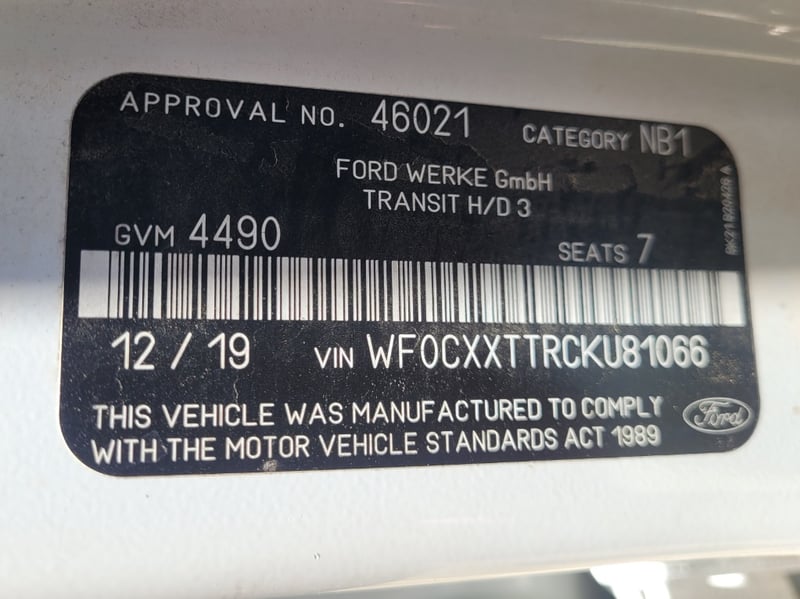 APPROVAL NO. 46021 CATEGORY NB1
FORD WERKE GmbH
TRANSIT H/D 3
GVM 4490 SEATS 7
12 / 19 VIN WF0CXXTTRCKU81066
THIS VEHICLE WAS MANUFACTURED TO COMPLY
WITH THE MOTOR VEHICLE STANDARDS ACT 1989
Ford